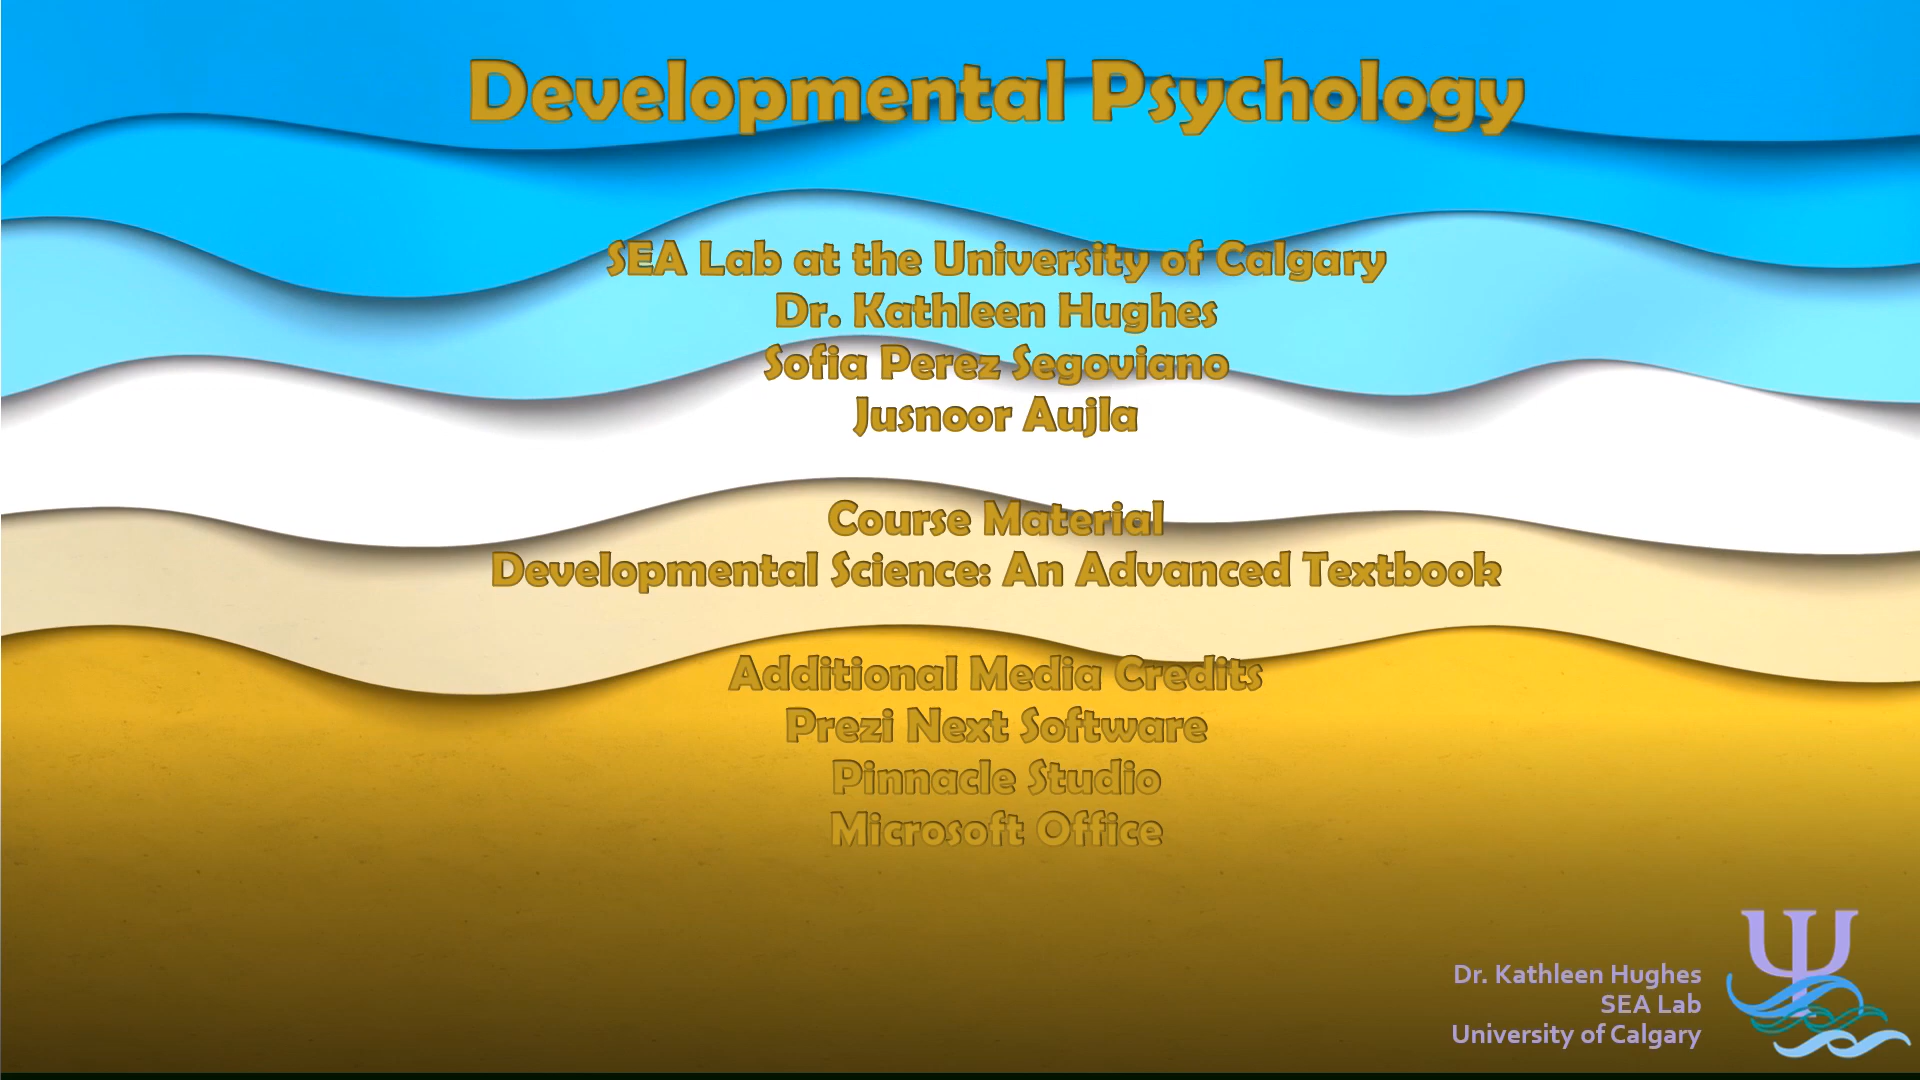 Developmental Psychology
SEA Lab at the University of Calgary
Dr. Kathleen Hughes
Sofia Perez Segoviano
Jusnoor Aujla
Course Material
Developmental Science: An Advanced Textbook
Additional Media Credits
Prezi Next Software
Pinnacle Studio
Microsoft Office
Dr. Kathleen Hughes
SEA Lab
University of Calgary